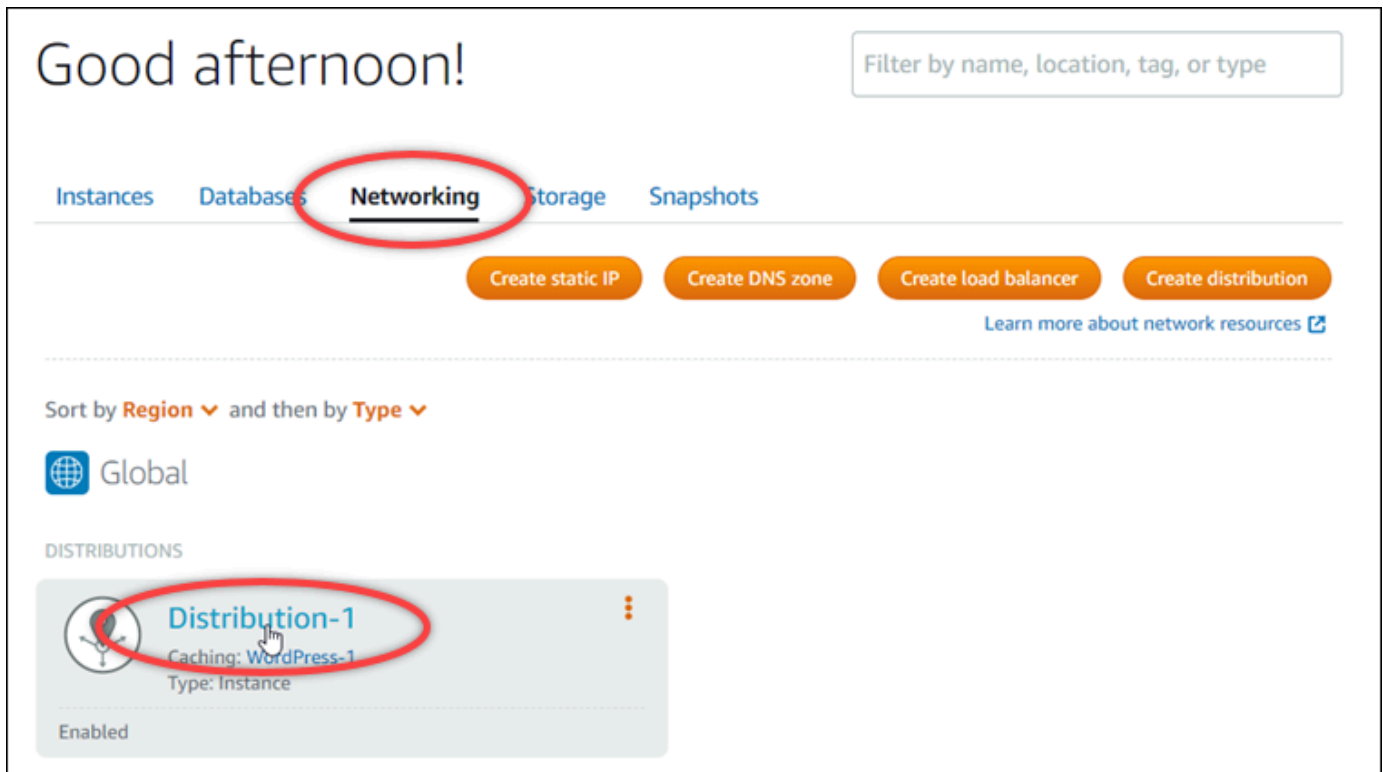 Good afternoon!
Filter by name, location, tag, or type
Instances Databases Networking Storage Snapshots
Create static IP Create DNS zone Create load balancer Create distribution
Learn more about network resources
Sort by Region and then by Type
Global
DISTRIBUTIONS
Distribution-1
Caching: WordPress-1
Type: Instance
Enabled